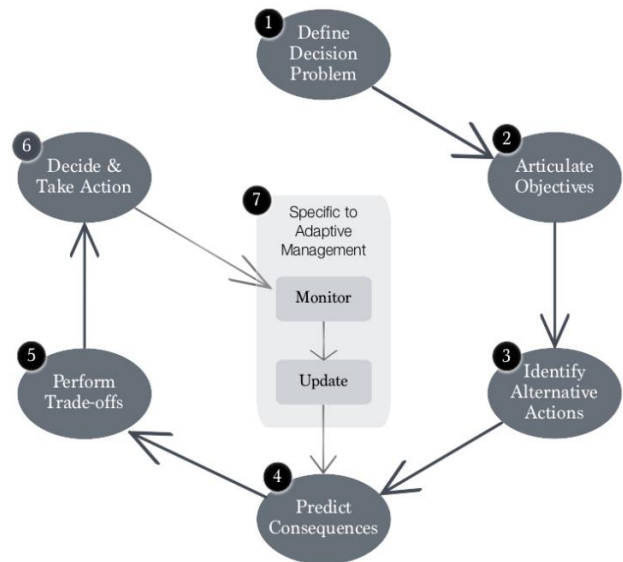 1
Define
Decision
Problem
2
Articulate
Objectives
3
Identify
Alternative
Actions
4
Predict
Consequences
5
Perform
Trade-offs
6
Decide &
Take Action
7
Specific to
Adaptive
Management
Monitor
Update